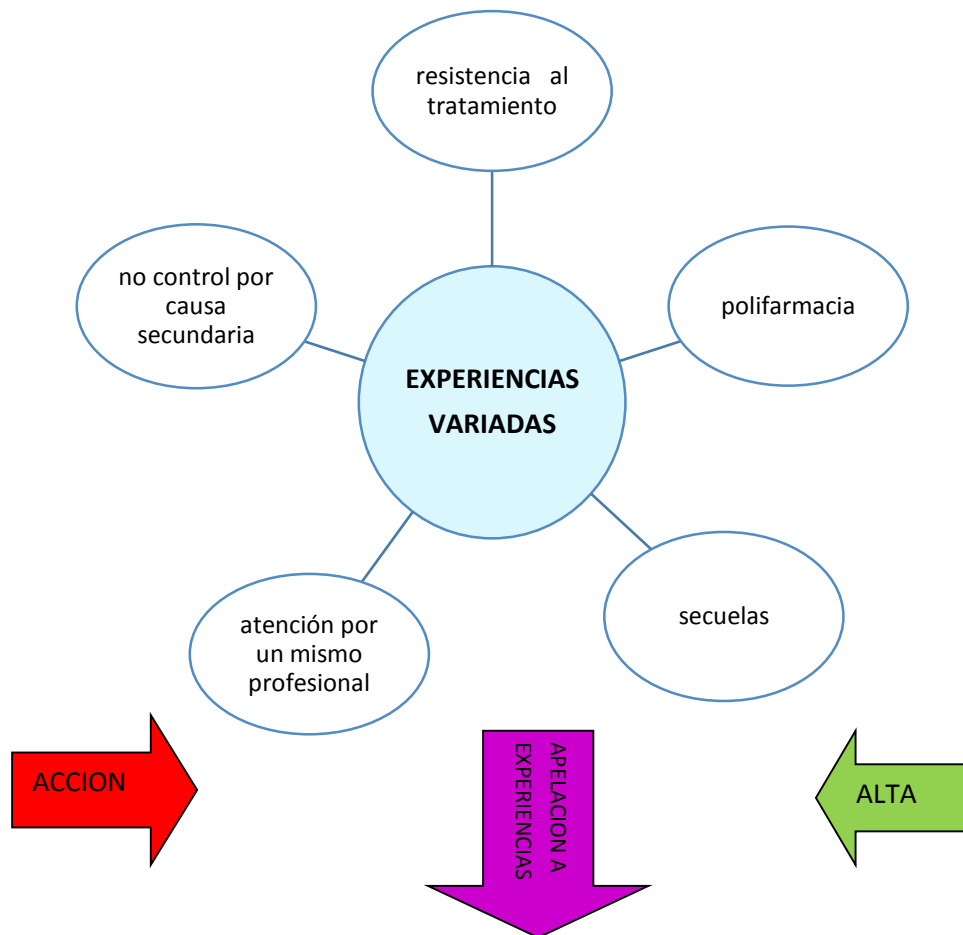 resistencia al
tratamiento
no control por
causa
secundaria
polifarmacia
EXPERIENCIAS
VARIADAS
atención por
un mismo
profesional
secuelas
ACCION
APELACION A
EXPERIENCIAS
ALTA